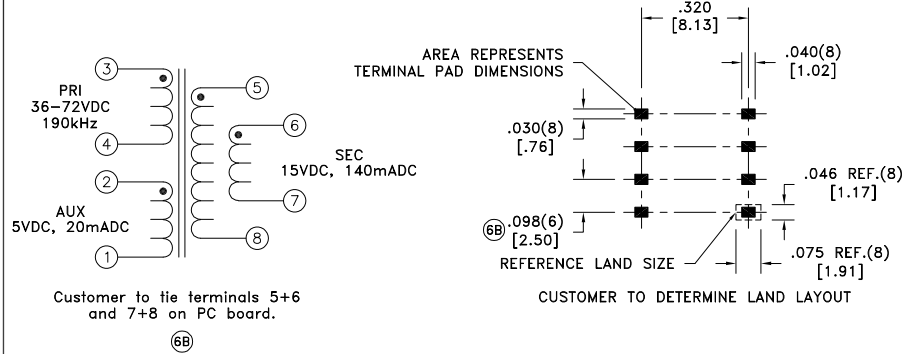 3
PRI
36-72VDC
190kHz
4
2
AUX
5VDC, 20mADC
1
5
6
SEC
15VDC, 140mADC
7
8
Customer to tie terminals 5+6
and 7+8 on PC board.
6B
.320
[8.13]
AREA REPRESENTS
TERMINAL PAD DIMENSIONS
.040(8)
[1.02]
.030(8)
[.76]
.046 REF.(8)
[1.17]
6B .098(6)
[2.50]
REFERENCE LAND SIZE
.075 REF.(8)
[1.91]
CUSTOMER TO DETERMINE LAND LAYOUT